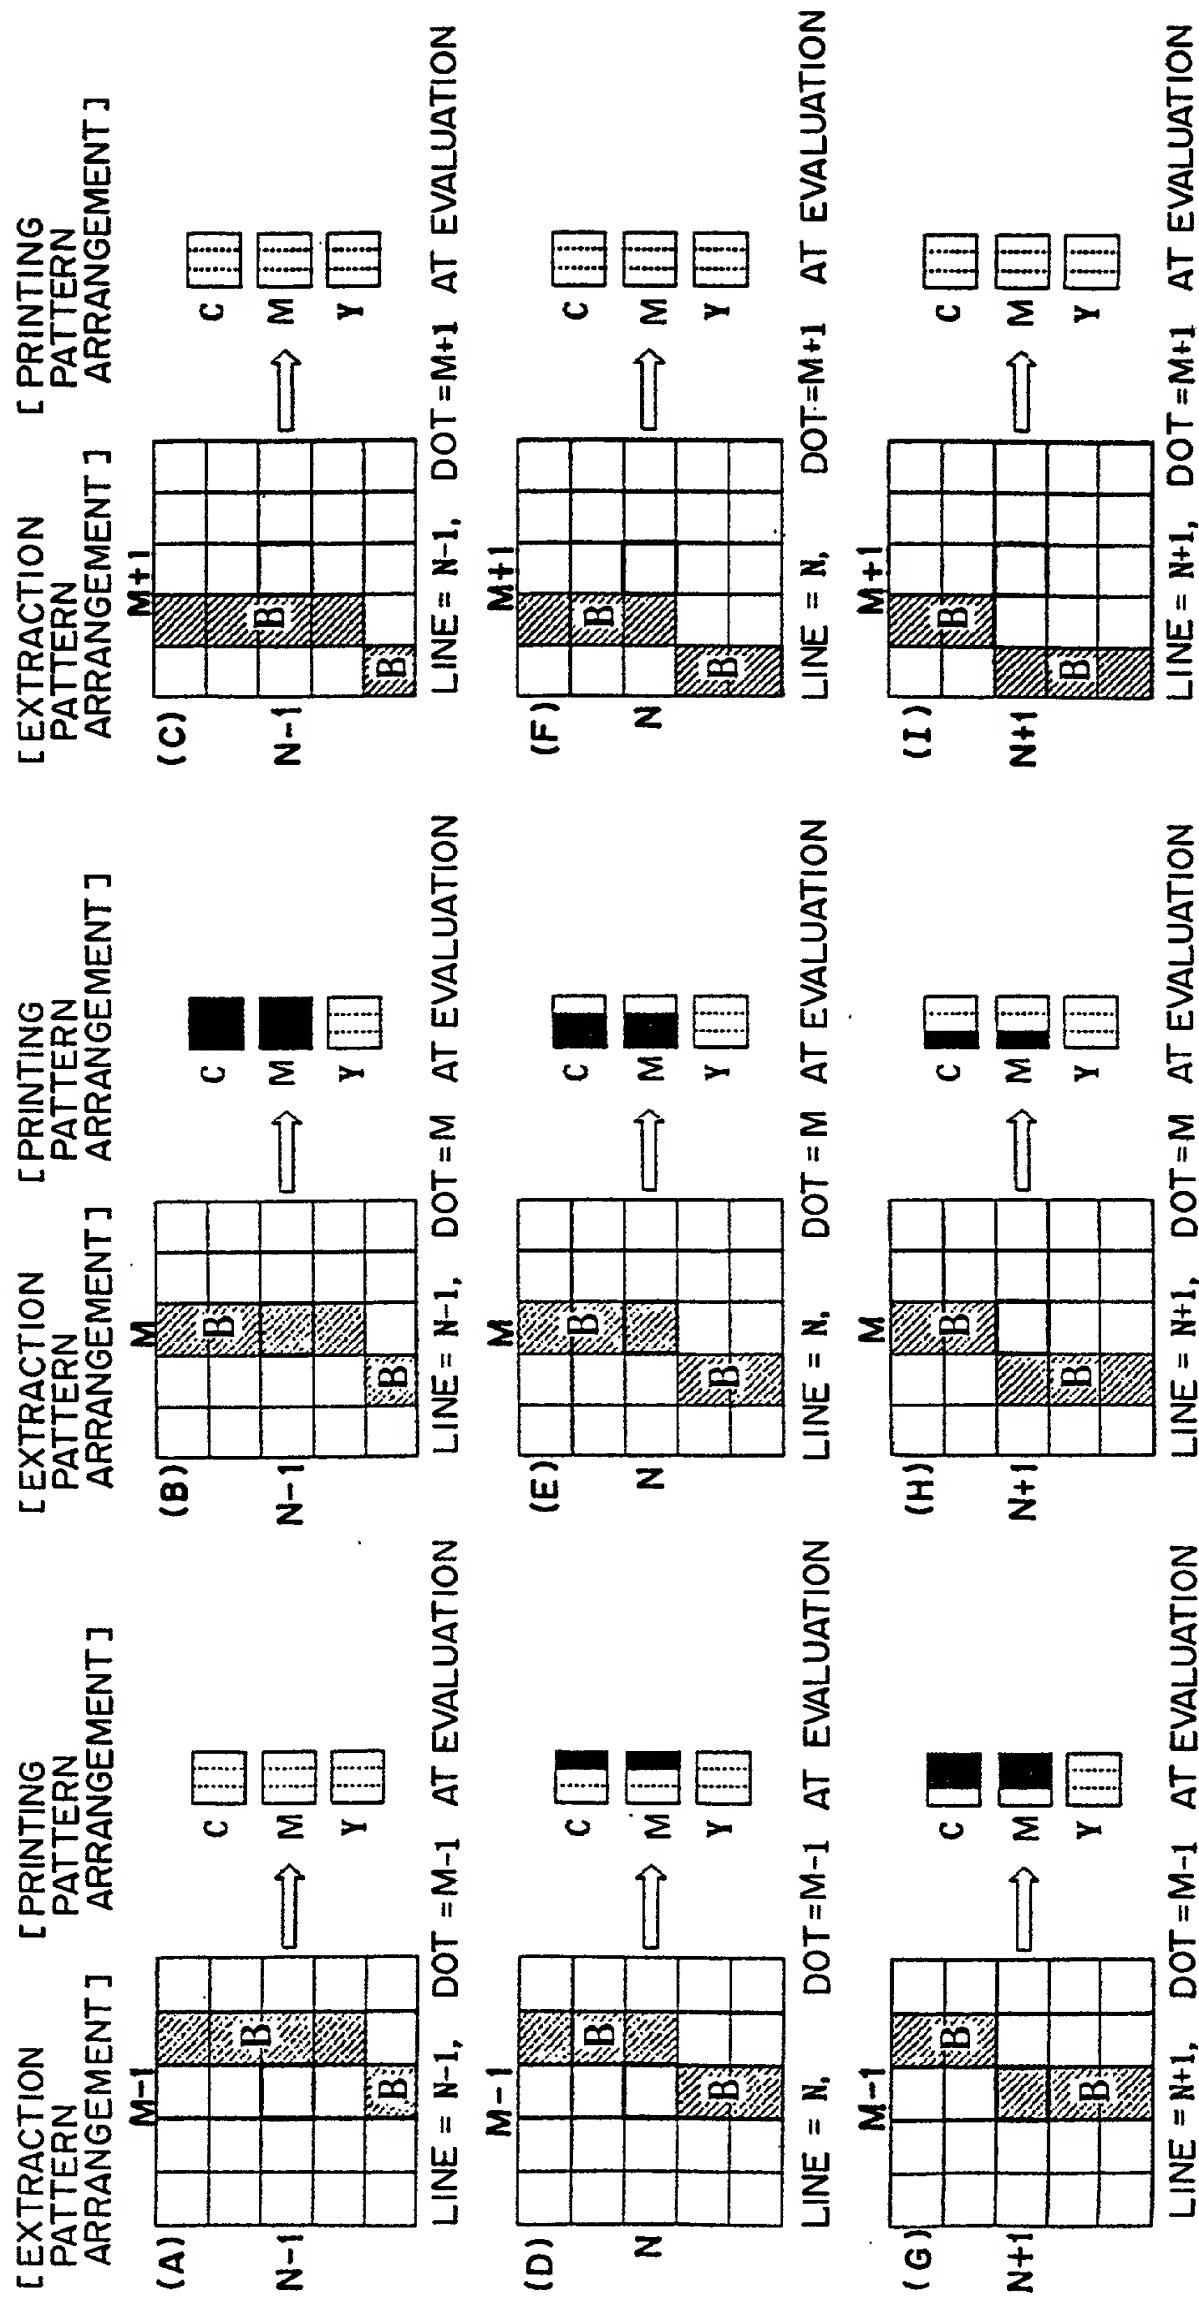 [EXTRACTION
PATTERN
ARRANGEMENT]
[PRINTING
PATTERN
ARRANGEMENT]
[EXTRACTION
PATTERN
ARRANGEMENT]
[PRINTING
PATTERN
ARRANGEMENT]
[EXTRACTION
PATTERN
ARRANGEMENT]
[PRINTING
PATTERN
ARRANGEMENT]
(A)
M-1
N-1
B
B
C
M
Y
LINE = N-1, DOT = M-1 AT EVALUATION
(B)
M
N-1
B
B
C
M
Y
LINE = N-1, DOT = M AT EVALUATION
(C)
M+1
N-1
B
B
C
M
Y
LINE = N-1, DOT = M+1 AT EVALUATION
(D)
M-1
N
B
B
C
M
Y
LINE = N, DOT = M-1 AT EVALUATION
(E)
M
N
B
B
C
M
Y
LINE = N, DOT = M AT EVALUATION
(F)
M+1
N
B
B
C
M
Y
LINE = N, DOT = M+1 AT EVALUATION
(G)
M-1
N+1
B
B
C
M
Y
LINE = N+1, DOT = M-1 AT EVALUATION
(H)
M
N+1
B
B
C
M
Y
LINE = N+1, DOT = M AT EVALUATION
(I)
M+1
N+1
B
B
C
M
Y
LINE = N+1, DOT = M+1 AT EVALUATION